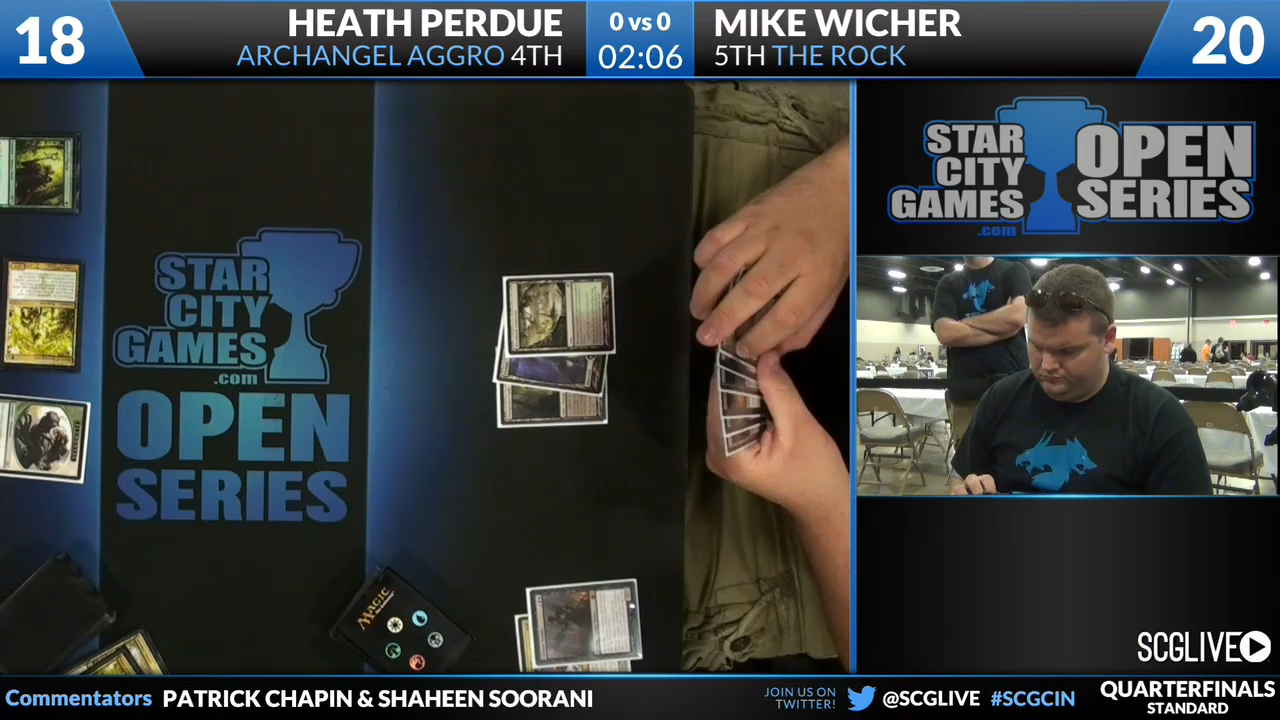 18
HEATH PERDUE
ARCHANGEL AGGRO 4TH
0 vs 0
02:06
MIKE WICHER
5TH THE ROCK
20
STAR
CITY
GAMES
.com
OPEN
SERIES
STAR
CITY
GAMES
.com
OPEN
SERIES
MAGIC
SCGLIVE
Commentators PATRICK CHAPIN & SHAHEEN SOORANI
JOIN US ON
TWITTER!
@SCGLIVE #SCGCIN
QUARTERFINALS
STANDARD